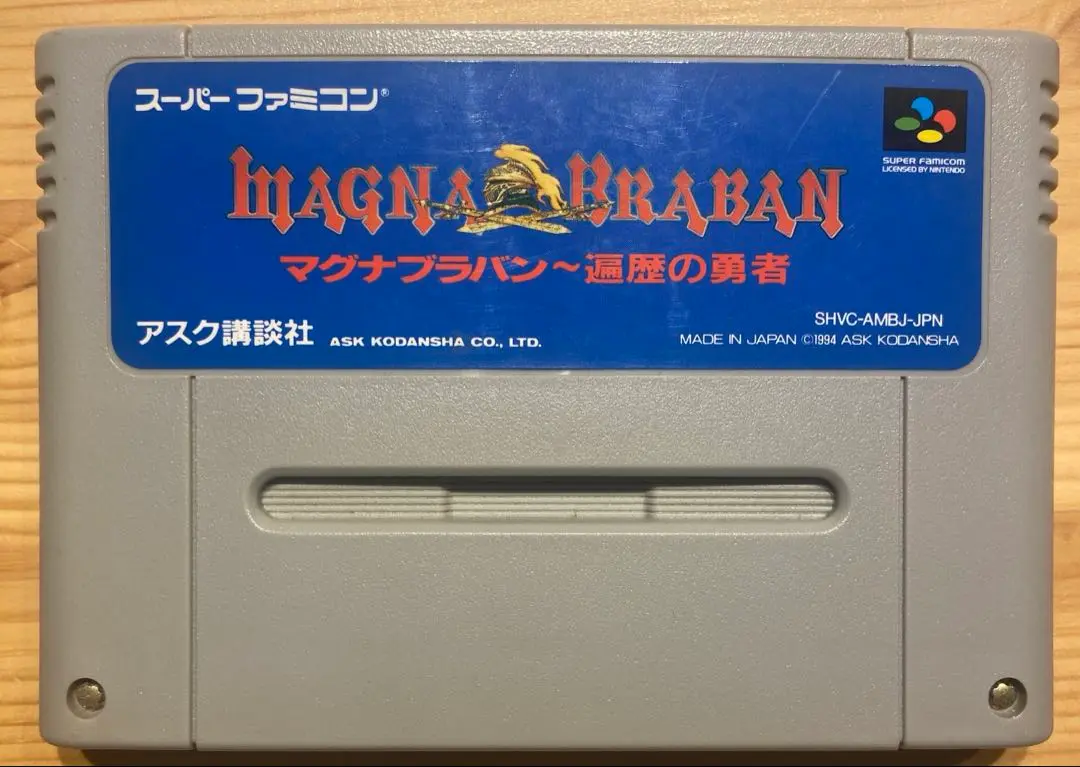 スーパーファミコン®
SUPER FAMICOM
LICENSED BY NINTENDO
MAGNA BRABAN
マグナブラバン～遍歴の勇者
アスク講談社 ASK KODANSHA CO., LTD.
SHVC-AMBJ-JPN
MADE IN JAPAN ©1994 ASK KODANSHA